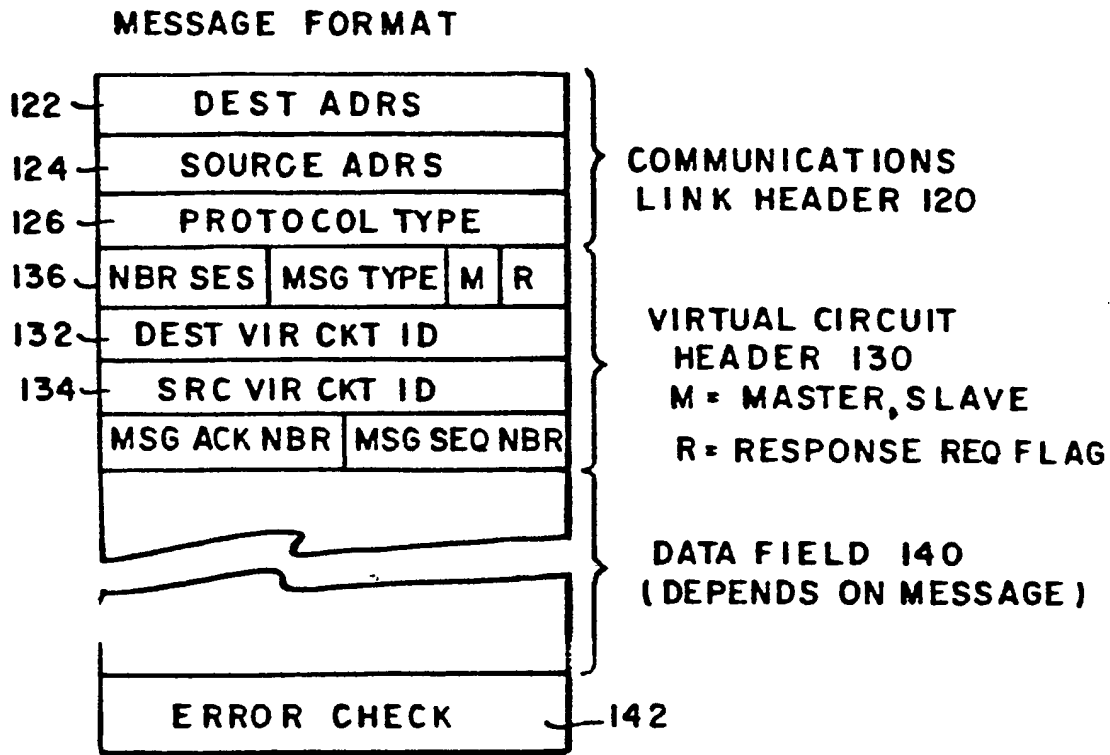 MESSAGE FORMAT
122 DEST ADRS
124 SOURCE ADRS
126 PROTOCOL TYPE
COMMUNICATIONS
LINK HEADER 120
136 NBR SES MSG TYPE M R
132 DEST VIR CKT ID
134 SRC VIR CKT ID
MSG ACK NBR MSG SEQ NBR
VIRTUAL CIRCUIT
HEADER 130
M = MASTER, SLAVE
R = RESPONSE REQ FLAG
DATA FIELD 140
(DEPENDS ON MESSAGE)
ERROR CHECK 142